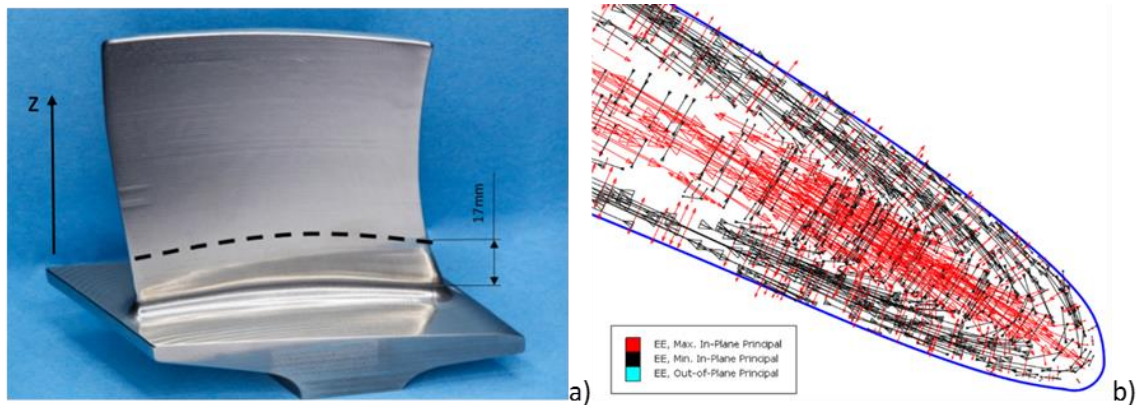 Z
17mm
a)
EE, Max. In-Plane Principal
EE, Min. In-Plane Principal
EE, Out-of-Plane Principal
b)